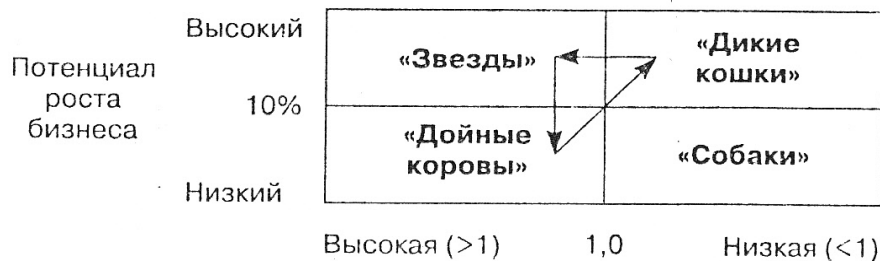 Высокий
Потенциал
роста
бизнеса
10%
Низкий
«Звезды»
«Дикие
кошки»
«Дойные
коровы»
«Собаки»
Высокая (>1)
1,0
Низкая (<1)